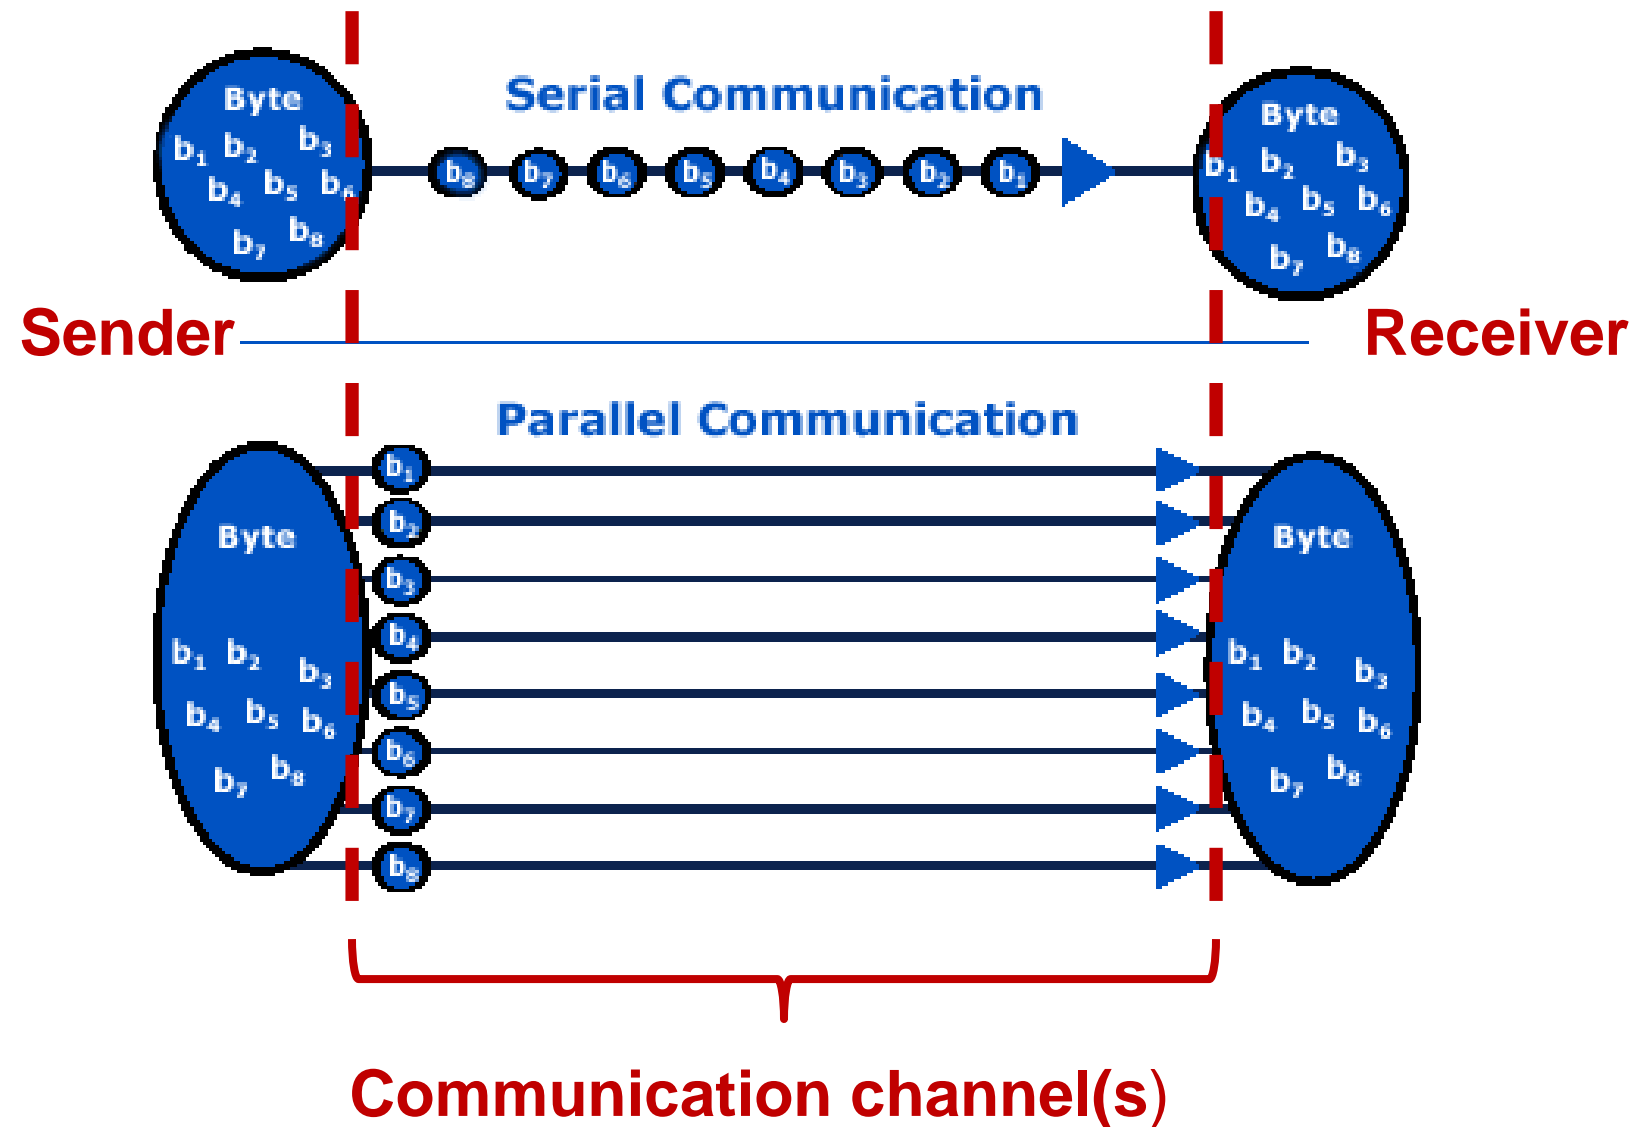 Serial Communication
Byte
b1 b2 b3
b4 b5 b6
b7 b8
b8 b7 b6 b5 b4 b3 b2 b1
Byte
b1 b2 b3
b4 b5 b6
b7 b8
Sender
Receiver
Parallel Communication
Byte
b1 b2 b3
b4 b5 b6
b7 b8
b1
b2
b3
b4
b5
b6
b7
b8
Byte
b1 b2 b3
b4 b5 b6
b7 b8
Communication channel(s)